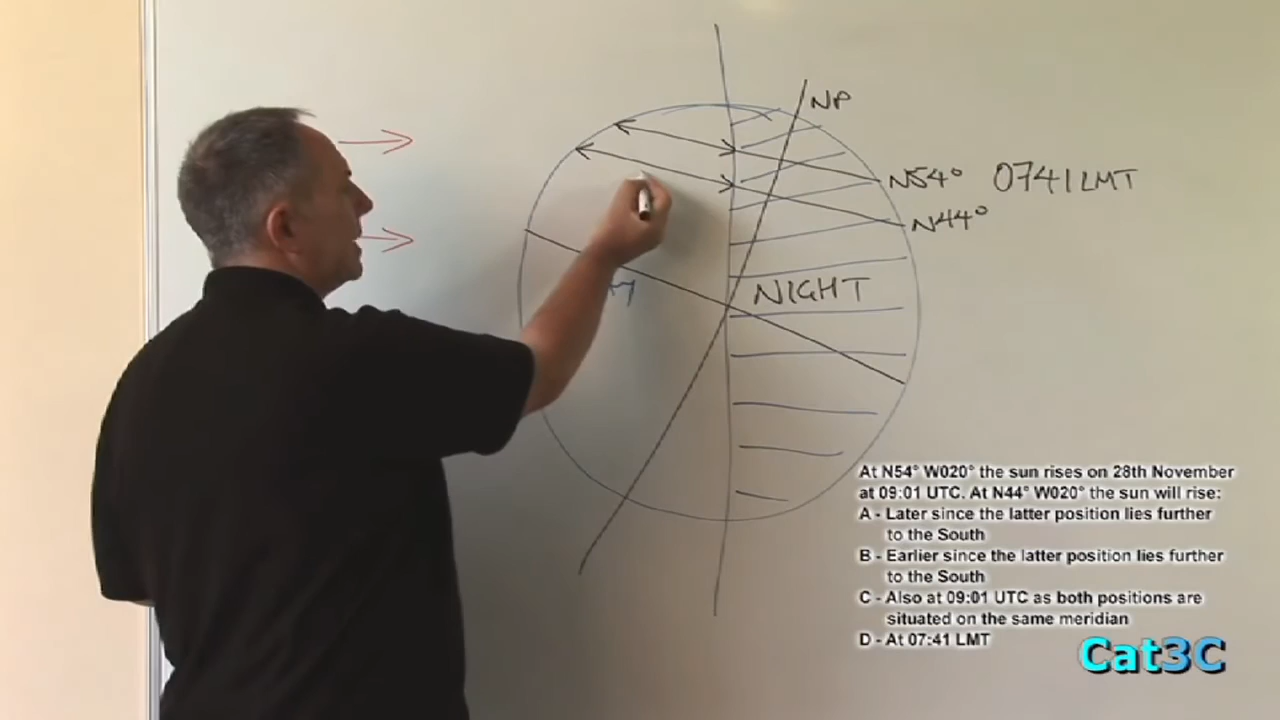 NP
N54° 0741 LMT
N44°
NIGHT
At N54° W020° the sun rises on 28th November
at 09:01 UTC. At N44° W020° the sun will rise:
A - Later since the latter position lies further
to the South
B - Earlier since the latter position lies further
to the South
C - Also at 09:01 UTC as both positions are
situated on the same meridian
D - At 07:41 LMT
Cat3C